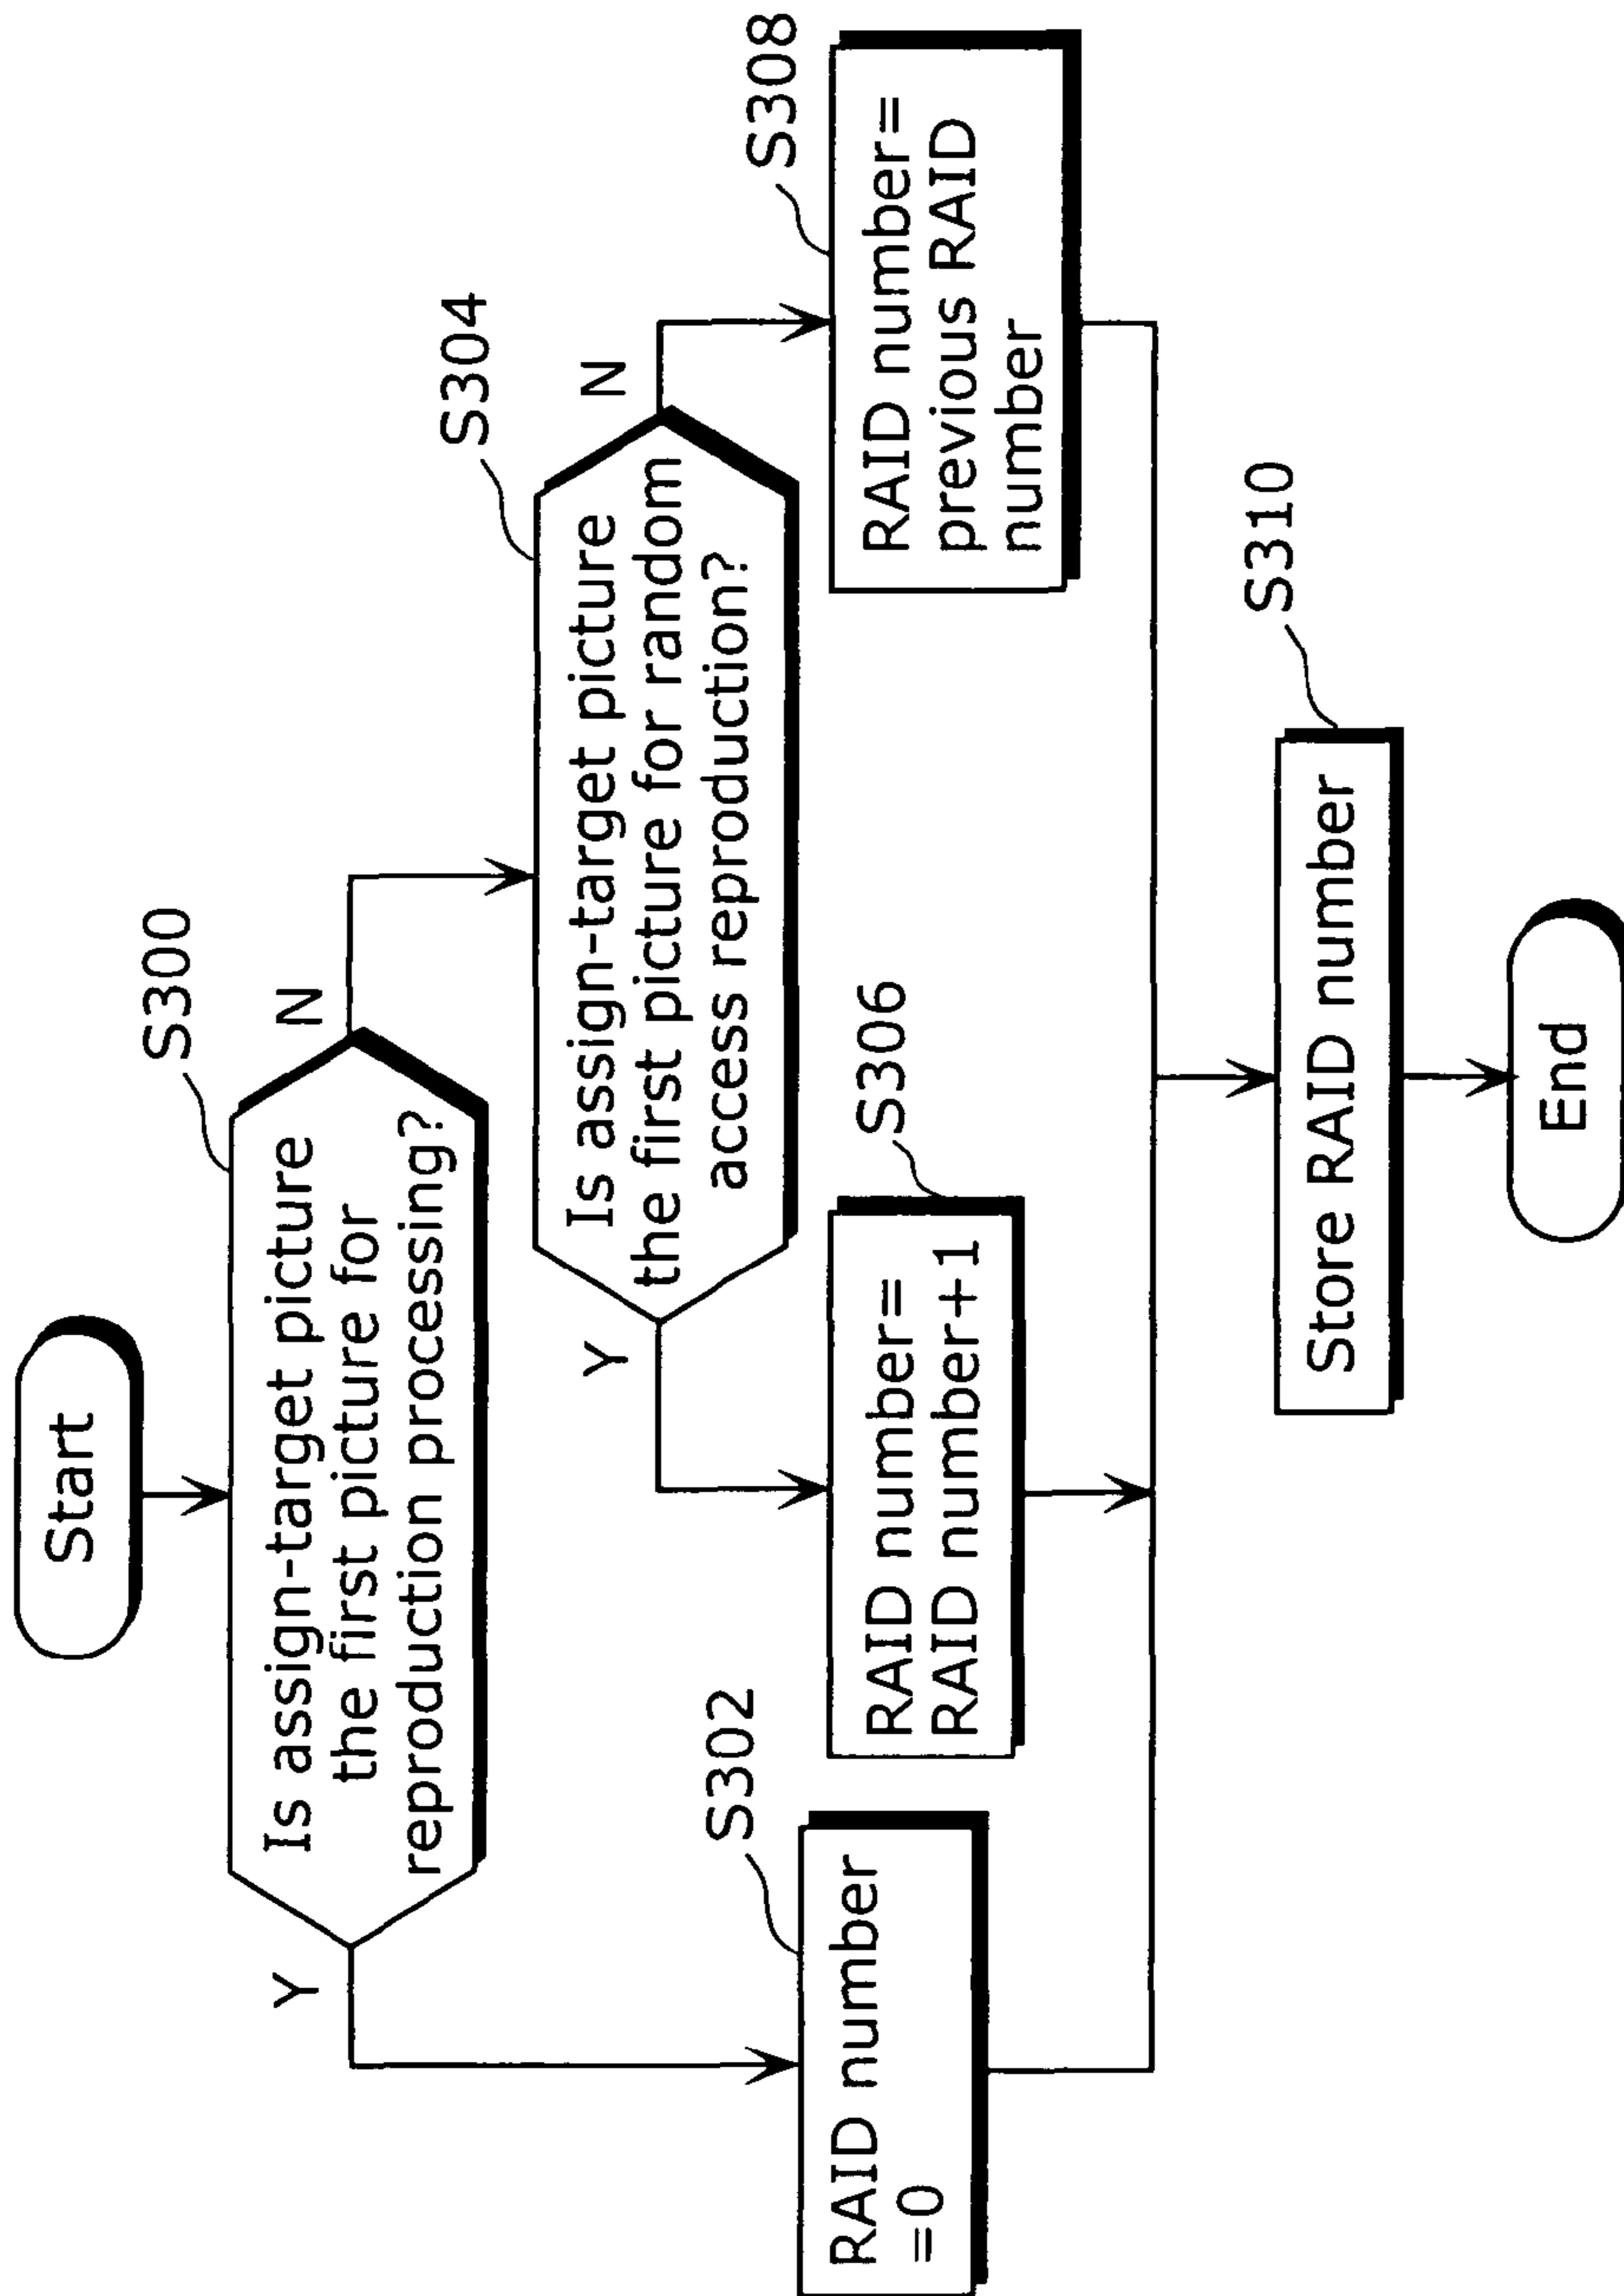 Start
S300
Is assign-target picture
the first picture for
reproduction processing?
Y
N
S304
Is assign-target picture
the first picture for random
access reproduction?
Y
N
S302
RAID number
=0
S306
RAID number=
RAID number+1
S308
RAID number=
previous RAID
number
S310
Store RAID number
End